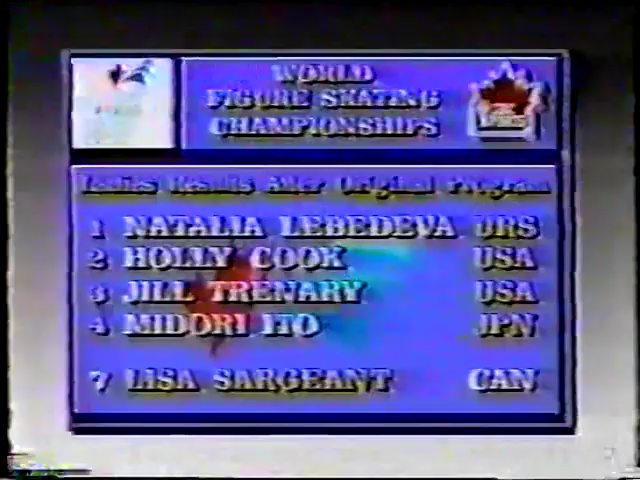 WORLD
FIGURE SKATING
CHAMPIONSHIPS
Ladies Results After Original Program
1 NATALIA LEBEDEVA URS
2 HOLLY COOK USA
3 JILL TRENARY USA
4 MIDORI ITO JPN
7 LISA SARGEANT CAN